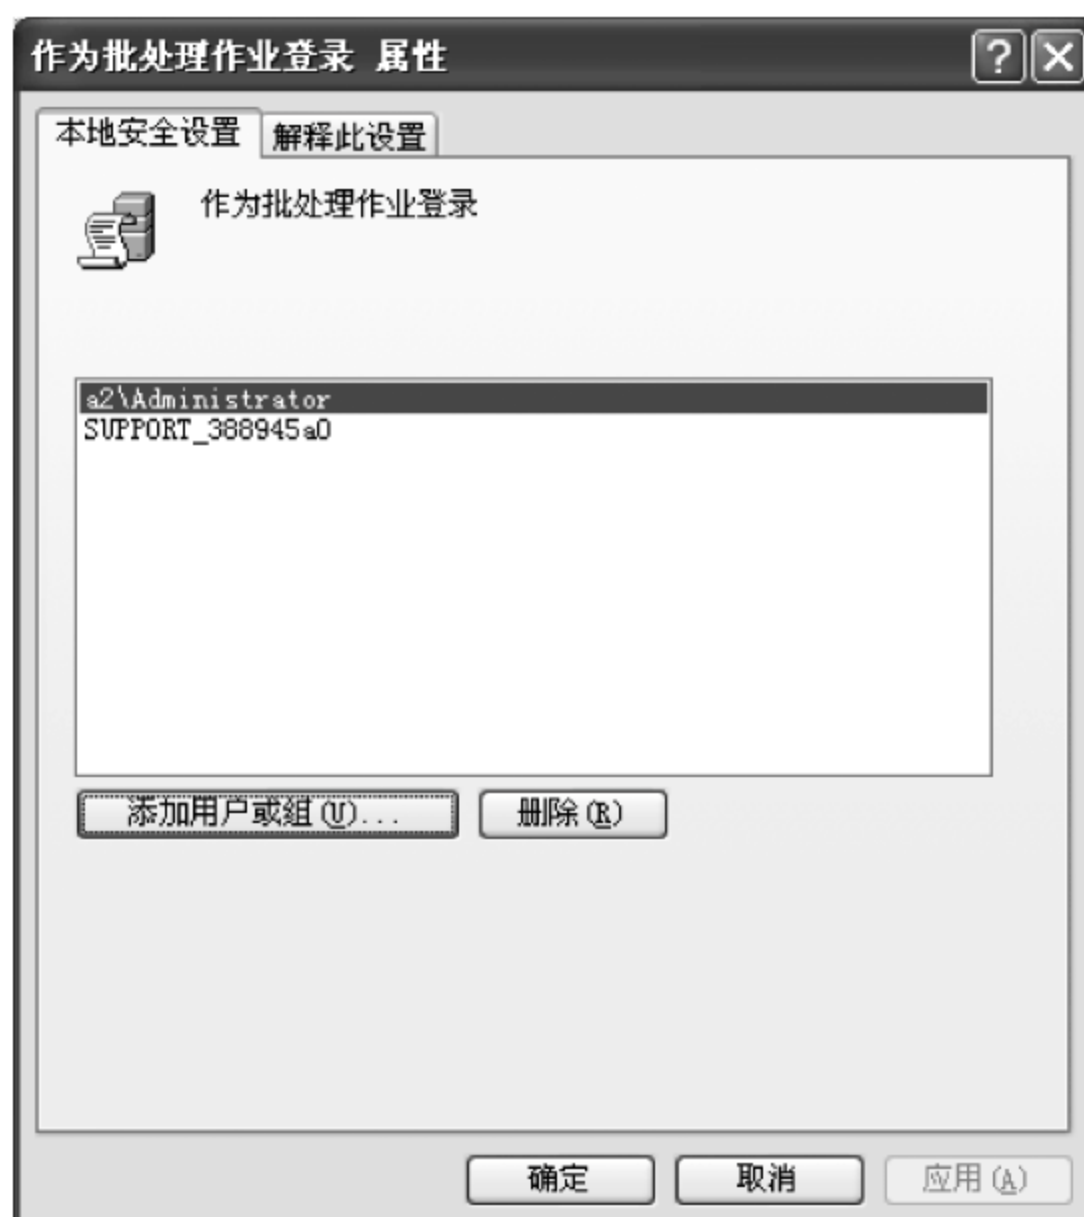 作为批处理作业登录 属性
本地安全设置 解释此设置
作为批处理作业登录
a2\Administrator
SUPPORT_388945a0
添加用户或组(U)... 删除(R)
确定 取消 应用(A)